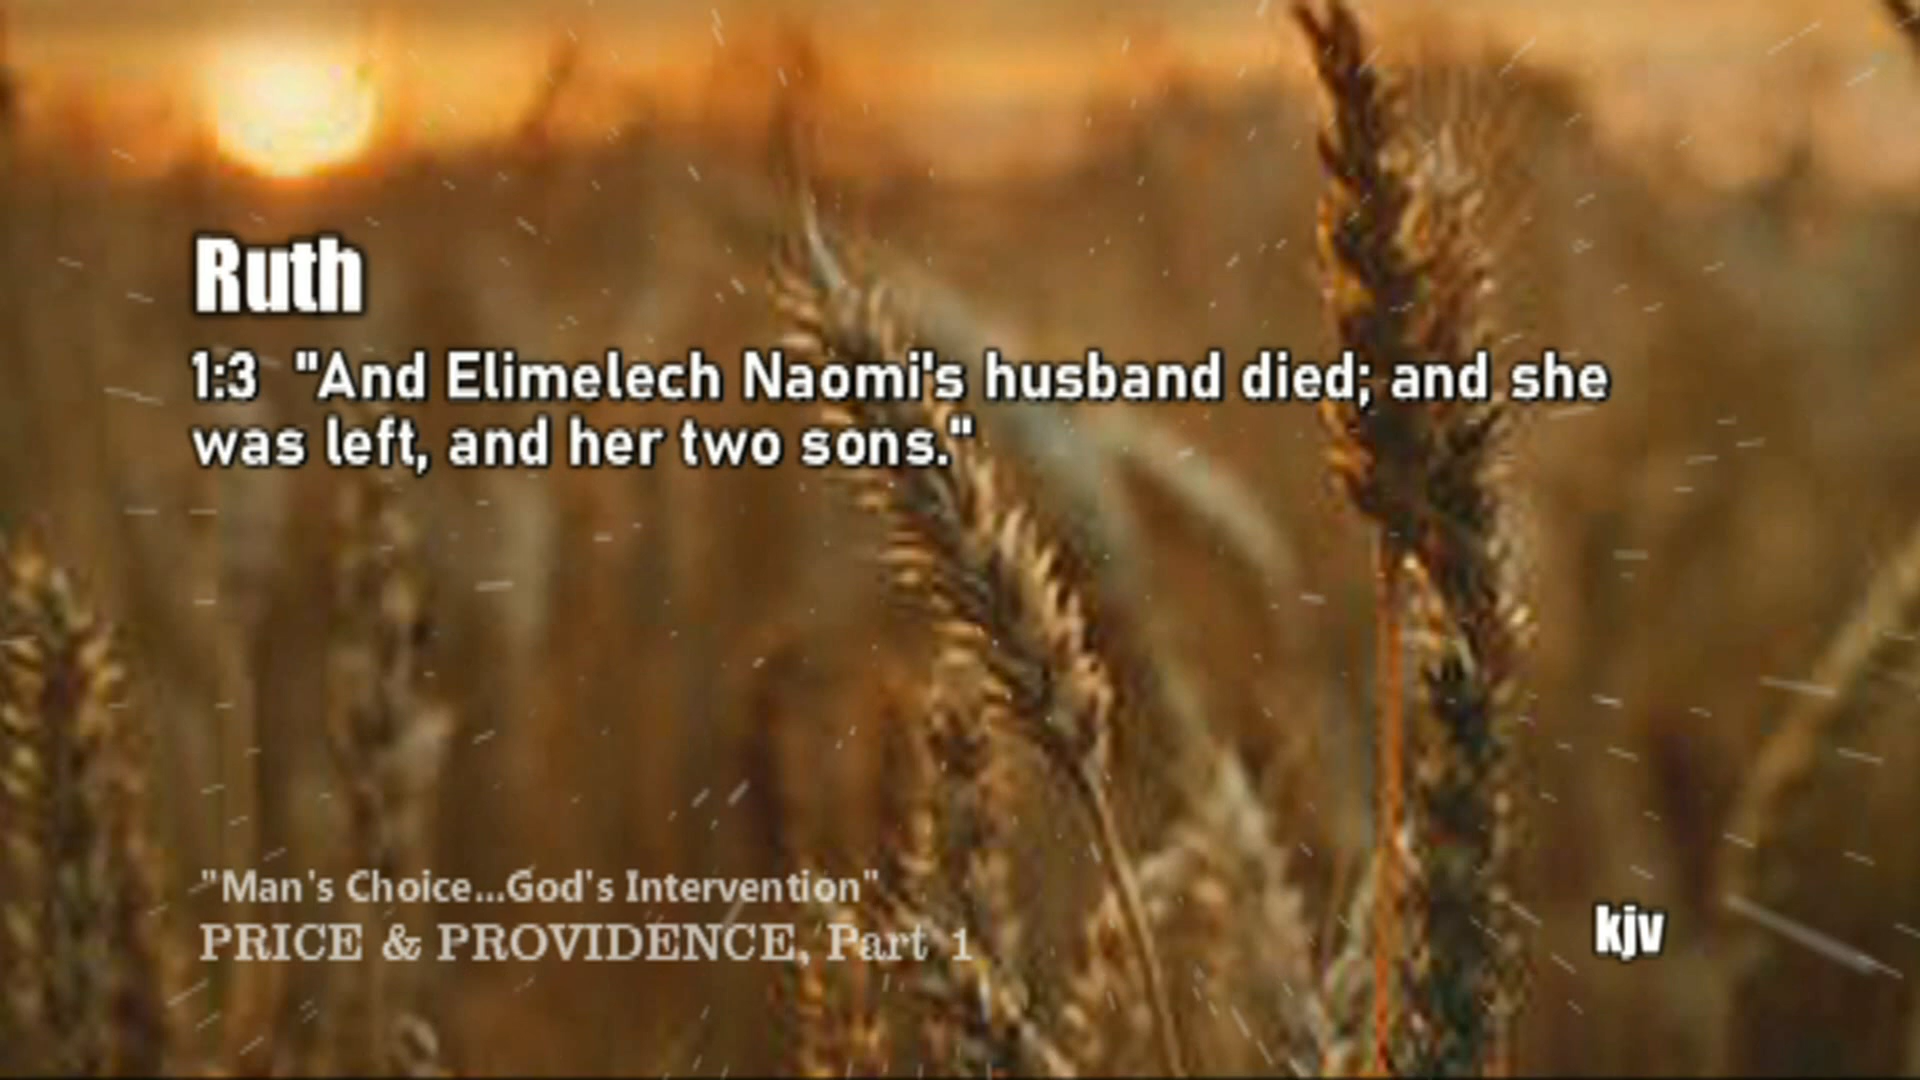 Ruth
1:3 "And Elimelech Naomi's husband died; and she
was left, and her two sons."
"Man's Choice...God's Intervention"
PRICE & PROVIDENCE, Part 1
kjv